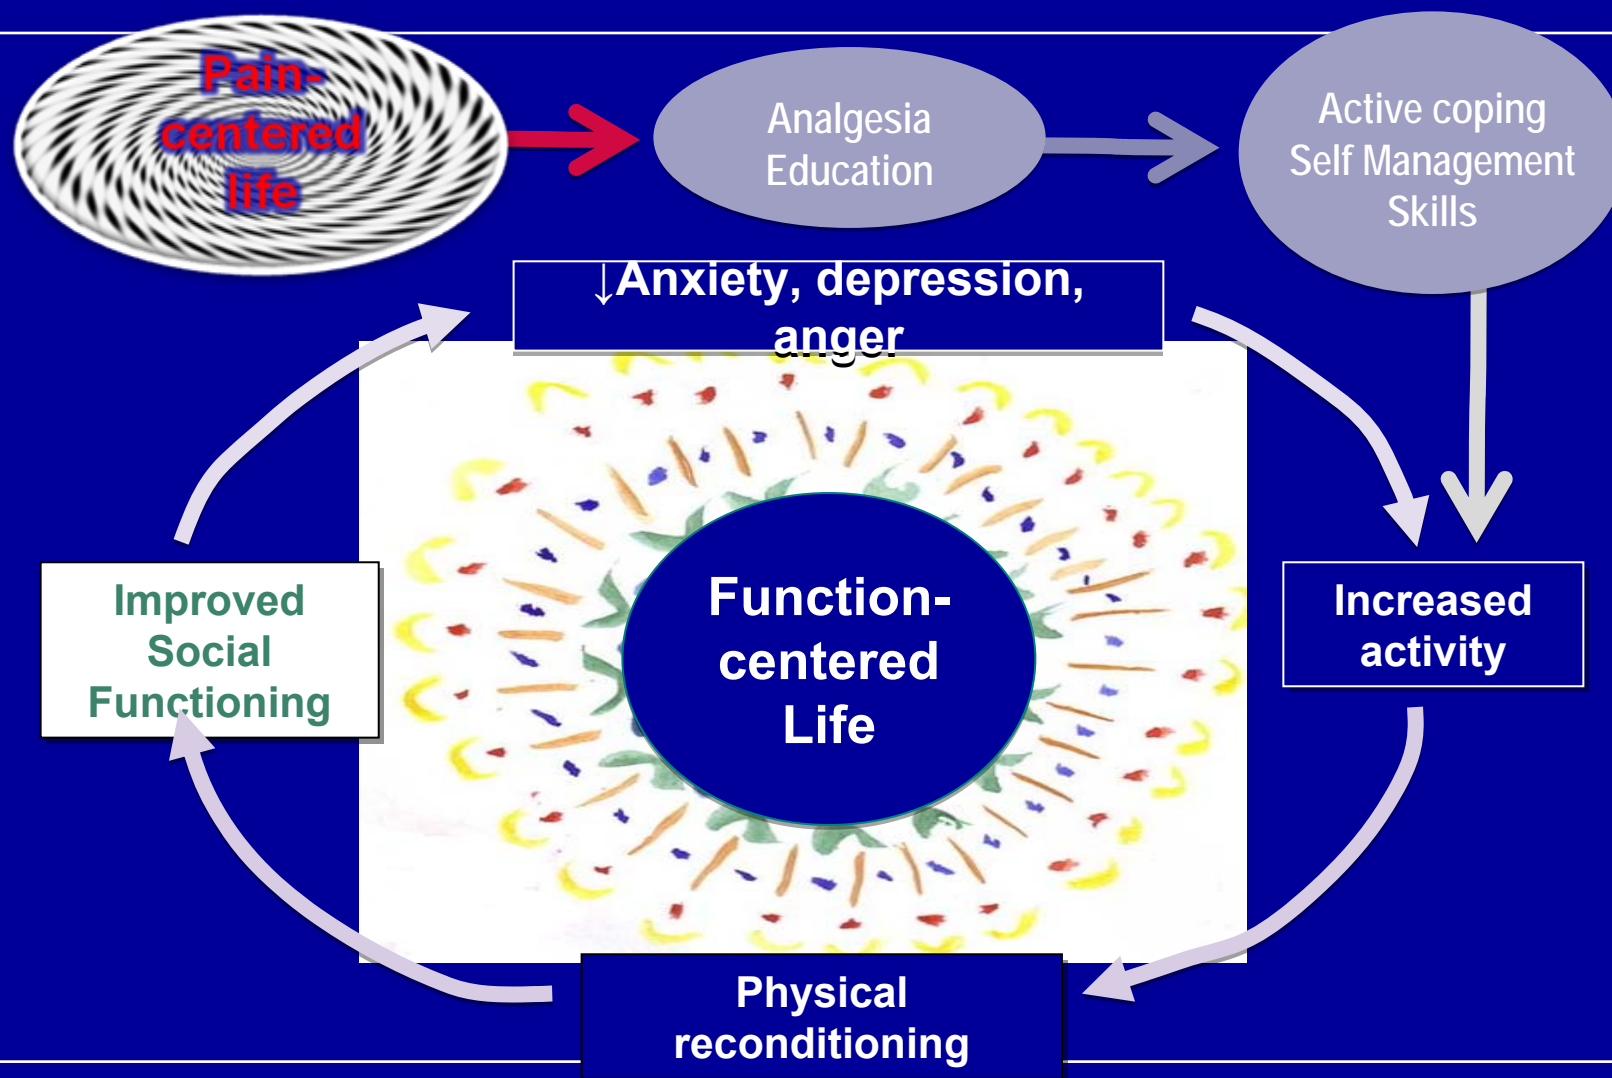 Pain-
centered
life
Analgesia
Education
Active coping
Self Management
Skills
↓Anxiety, depression,
anger
Improved
Social
Functioning
Function-
centered
Life
Increased
activity
Physical
reconditioning